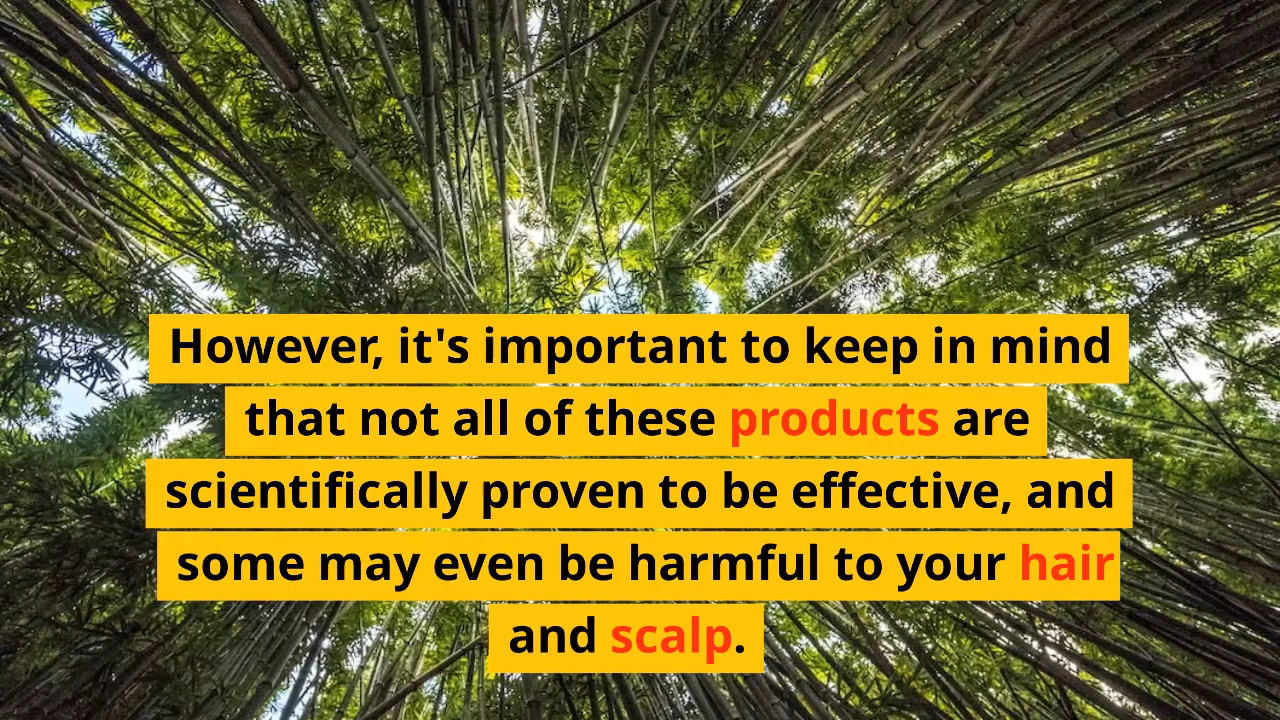 However, it's important to keep in mind
that not all of these products are
scientifically proven to be effective, and
some may even be harmful to your hair
and scalp.